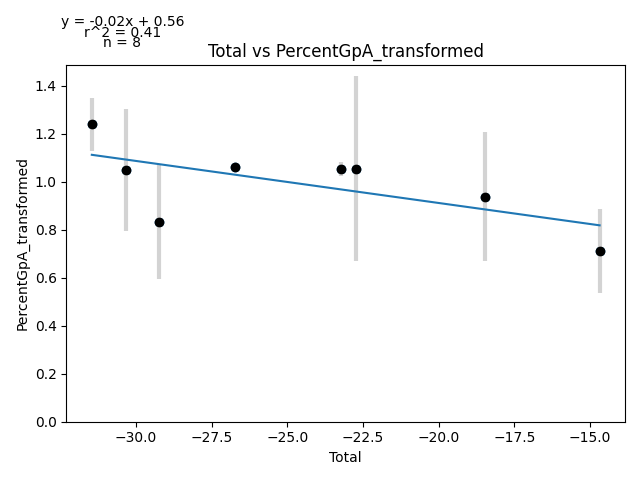 y = -0.02x + 0.56
r^2 = 0.41
n = 8
Total vs PercentGpA_transformed
PercentGpA_transformed
1.4
1.2
1.0
0.8
0.6
0.4
0.2
0.0
−30.0 −27.5 −25.0 −22.5 −20.0 −17.5 −15.0
Total